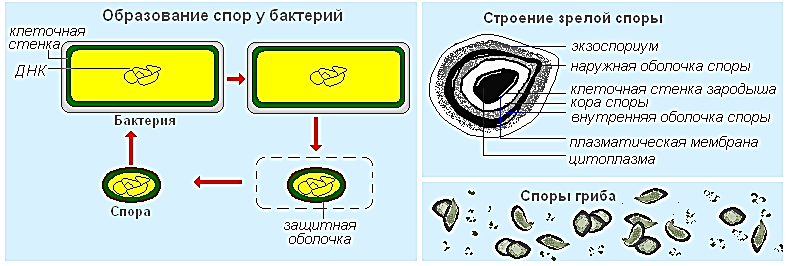 Образование спор у бактерий
клеточная
стенка
ДНК
Бактерия
Спора
защитная
оболочка
Строение зрелой споры
экзоспориум
наружная оболочка споры
клеточная стенка зародыша
кора споры
внутренняя оболочка споры
плазматическая мембрана
цитоплазма
Споры гриба